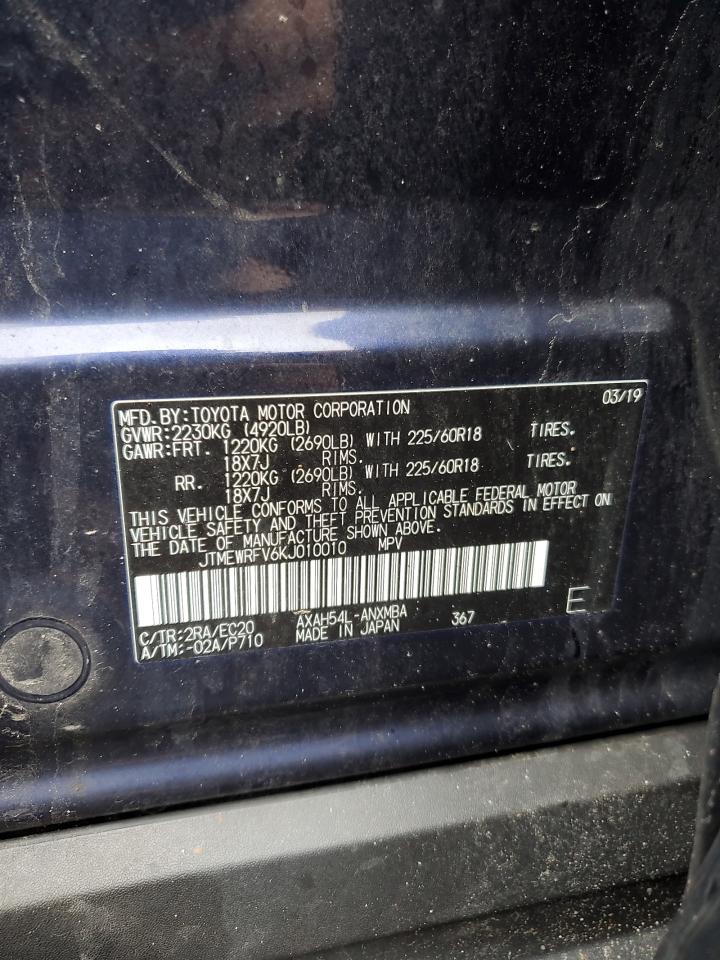 MFD.BY:TOYOTA MOTOR CORPORATION 03/19
GVWR:2230KG (4920LB)
GAWR:FRT. 1220KG (2690LB) WITH 225/60R18 TIRES.
18X7J RIMS.
RR. 1220KG (2690LB) WITH 225/60R18 TIRES.
18X7J RIMS.
THIS VEHICLE CONFORMS TO ALL APPLICABLE FEDERAL MOTOR
VEHICLE SAFETY AND THEFT PREVENTION STANDARDS IN EFFECT ON
THE DATE OF MANUFACTURE SHOWN ABOVE.
JTMEWRFV6KJ010010 MPV
C/TR:2RA/EC20 AXAH54L-ANXMBA 367 E
A/TM:-02A/P710 MADE IN JAPAN